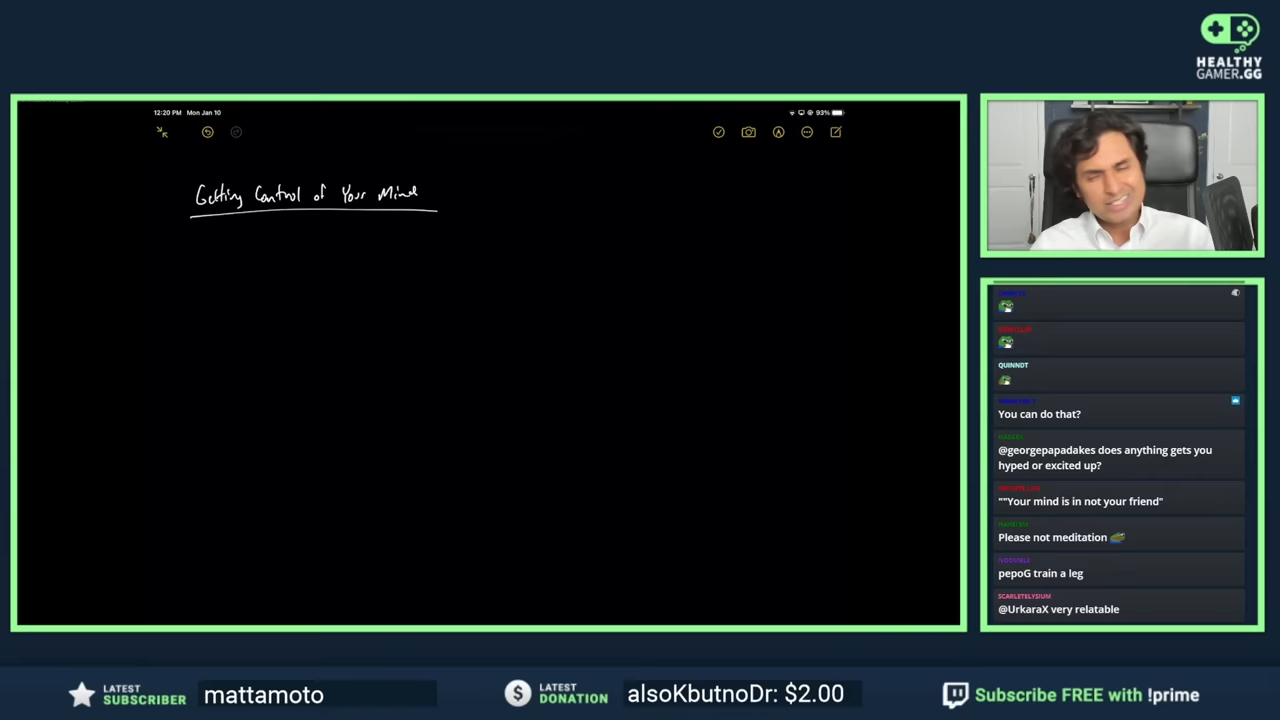 HEALTHY
GAMER.GG
12:20 PM Mon Jan 10
93%
Getting Control of Your Mind
QUINNDT
You can do that?
@georgepapadakes does anything gets you
hyped or excited up?
""Your mind is in not your friend"
Please not meditation
pepoG train a leg
SCARLETELYSIUM
@UrkaraX very relatable
LATEST
SUBSCRIBER
mattamoto
$
LATEST
DONATION
alsoKbutnoDr: $2.00
Subscribe FREE with !prime